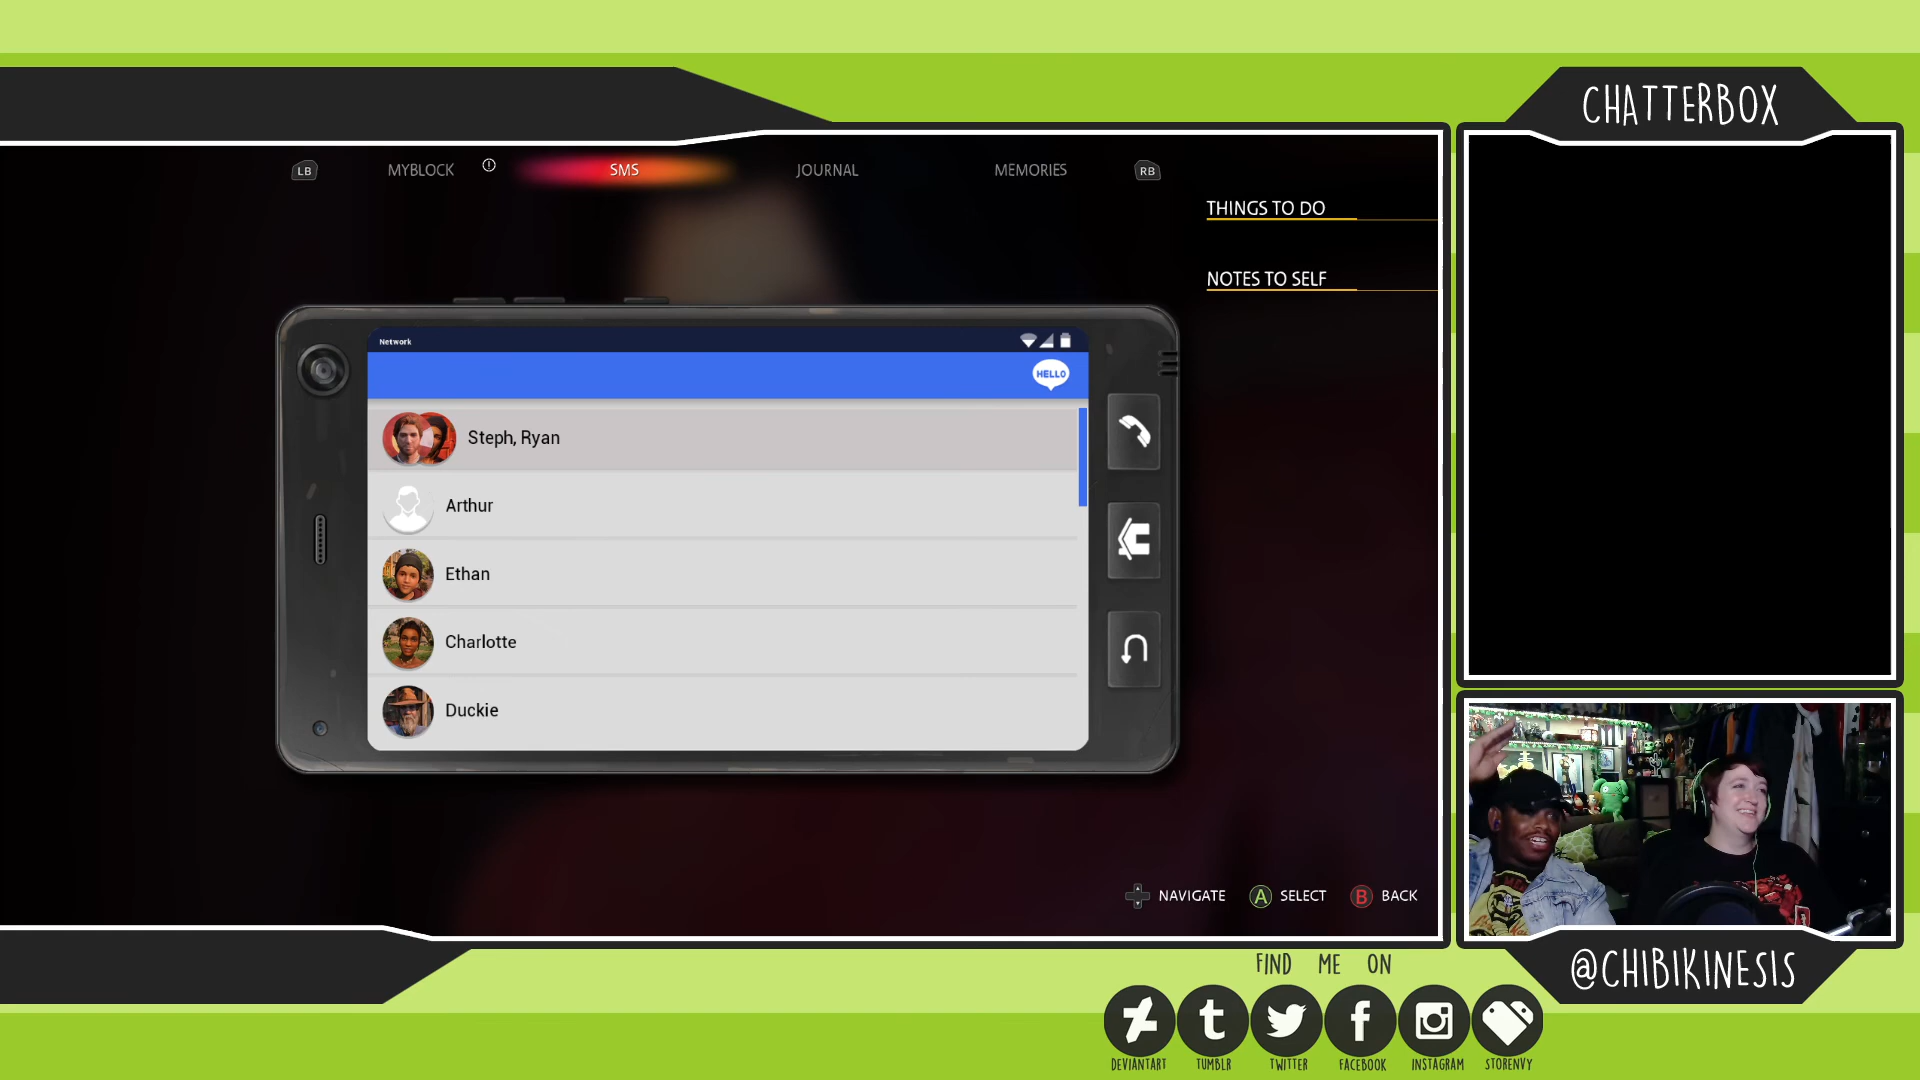 CHATTERBOX
LB MYBLOCK SMS JOURNAL MEMORIES RB
THINGS TO DO
NOTES TO SELF
Network
HELLO
Steph, Ryan
Arthur
Ethan
Charlotte
Duckie
NAVIGATE A SELECT B BACK
@CHIBIKINESIS
FIND ME ON
DEVIANTART TUMBLR TWITTER FACEBOOK INSTAGRAM STORENVY